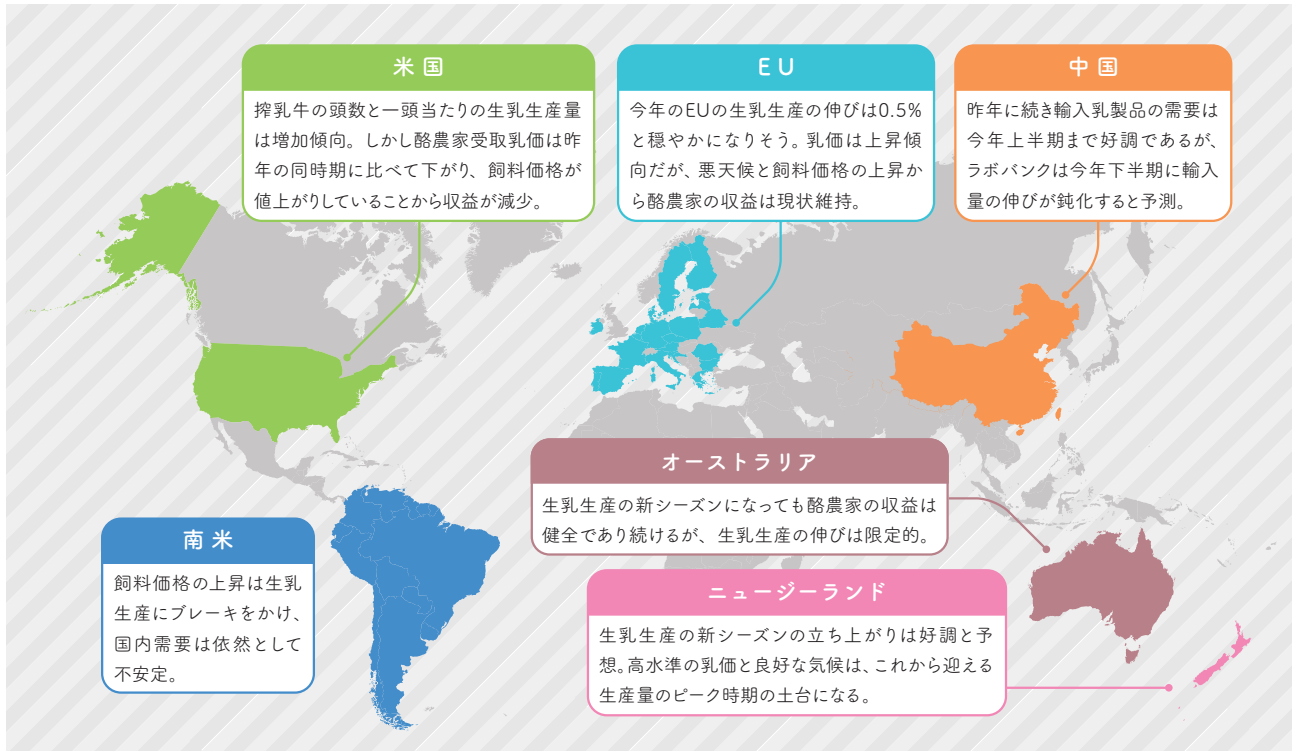 米国
搾乳牛の頭数と一頭当たりの生乳生産量
は増加傾向。しかし酪農家受取乳価は昨
年の同時期に比べて下がり、飼料価格が
値上がりしていることから収益が減少。
EU
今年のEUの生乳生産の伸びは0.5%
と穏やかになりそう。乳価は上昇傾
向だが、悪天候と飼料価格の上昇か
ら酪農家の収益は現状維持。
中国
昨年に続き輸入乳製品の需要は
今年上半期まで好調であるが、
ラボバンクは今年下半期に輸入
量の伸びが鈍化すると予測。
オーストラリア
生乳生産の新シーズンになっても酪農家の収益は
健全であり続けるが、生乳生産の伸びは限定的。
南米
飼料価格の上昇は生乳
生産にブレーキをかけ、
国内需要は依然として
不安定。
ニュージーランド
生乳生産の新シーズンの立ち上がりは好調と予
想。高水準の乳価と良好な気候は、これから迎える
生産量のピーク時期の土台になる。